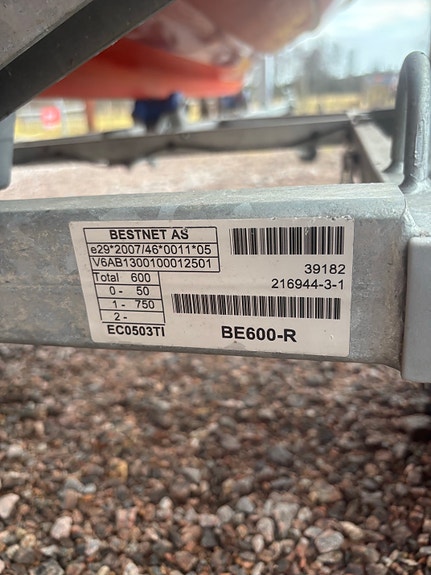 BESTNET AS
e29*2007/46*0011*05
V6AB1300100012501
Total 600
0 - 50
1 - 750
2 -
EC0503TI
39182
216944-3-1
BE600-R